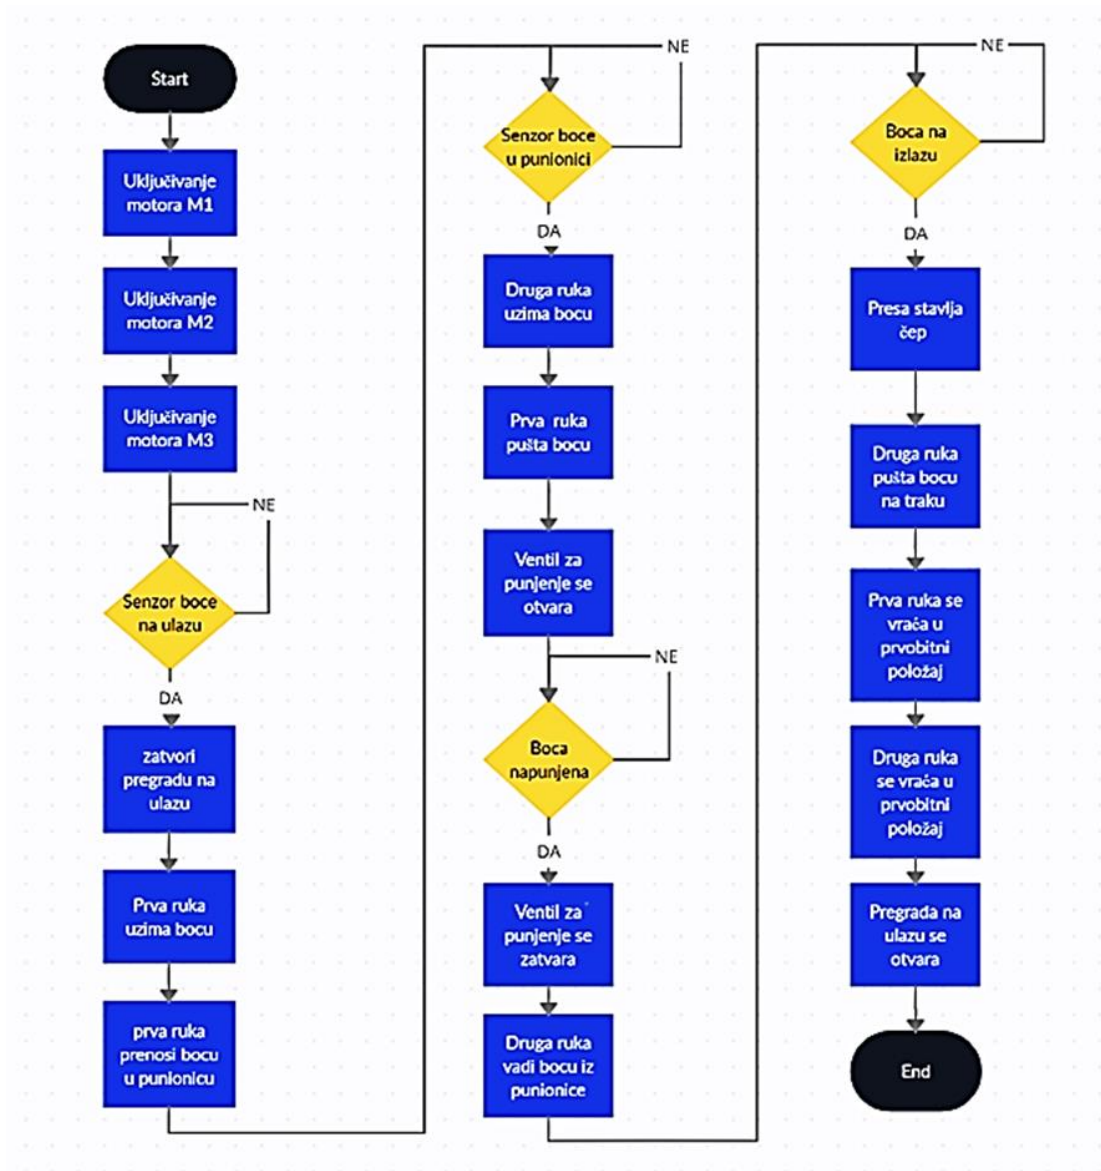 Start
Uključivanje
motora M1
Uključivanje
motora M2
Uključivanje
motora M3
NE
Senzor boce
na ulazu
DA
zatvori
pregradu na
ulazu
Prva ruka
uzima bocu
prva ruka
prenosi bocu
u punionicu
NE
Senzor boce
u punionici
DA
Druga ruka
uzima bocu
Prva ruka
pušta bocu
Ventil za
punjenje se
otvara
NE
Boca
napunjena
DA
Ventil za
punjenje se
zatvara
Druga ruka
vadi bocu iz
punionice
NE
Boca na
izlazu
DA
Presa stavlja
čep
Druga ruka
pušta bocu
na traku
Prva ruka se
vraća u
prvobitni
položaj
Druga ruka
se vraća u
prvobitni
položaj
Pregrada na
ulazu se
otvara
End